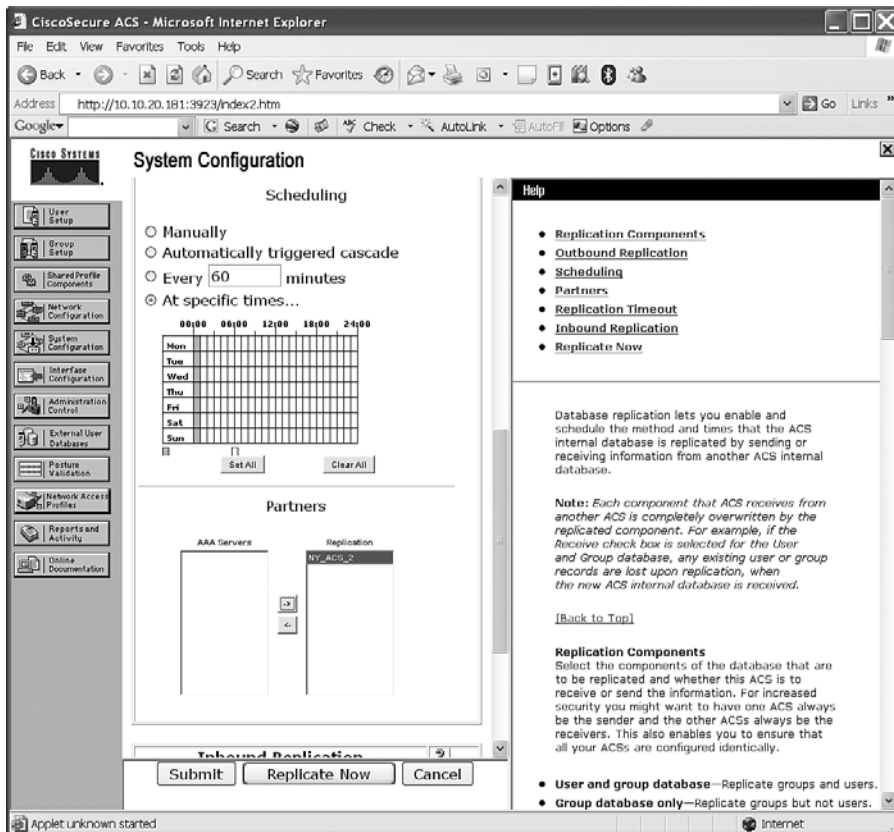 CiscoSecure ACS - Microsoft Internet Explorer
File Edit View Favorites Tools Help
Back Search Favorites
Address http://10.10.20.181:3923/index2.htm Go Links »
Google Search Check AutoLink AutoFill Options
CISCO SYSTEMS
User Setup
Group Setup
Shared Profile Components
Network Configuration
System Configuration
Interface Configuration
Administration Control
External User Databases
Posture Validation
Network Access Profiles
Reports and Activity
Online Documentation
System Configuration
Scheduling
Manually
Automatically triggered cascade
Every 60 minutes
At specific times...
00:00 06:00 12:00 18:00 24:00
Mon
Tue
Wed
Thu
Fri
Sat
Sun
Set All Clear All
Partners
AAA Servers Replication
NY_ACS_2
->
<-
Inbound Replication ?
Submit Replicate Now Cancel
Help
• Replication Components
• Outbound Replication
• Scheduling
• Partners
• Replication Timeout
• Inbound Replication
• Replicate Now
Database replication lets you enable and
schedule the method and times that the ACS
internal database is replicated by sending or
receiving information from another ACS internal
database.
Note: Each component that ACS receives from
another ACS is completely overwritten by the
replicated component. For example, if the
Receive check box is selected for the User
and Group database, any existing user or group
records are lost upon replication, when
the new ACS internal database is received.
[Back to Top]
Replication Components
Select the components of the database that are
to be replicated and whether this ACS is to
receive or send the information. For increased
security you might want to have one ACS always
be the sender and the other ACSs always be the
receivers. This also enables you to ensure that
all your ACSs are configured identically.
• User and group database—Replicate groups and users.
• Group database only—Replicate groups but not users.
Applet unknown started Internet